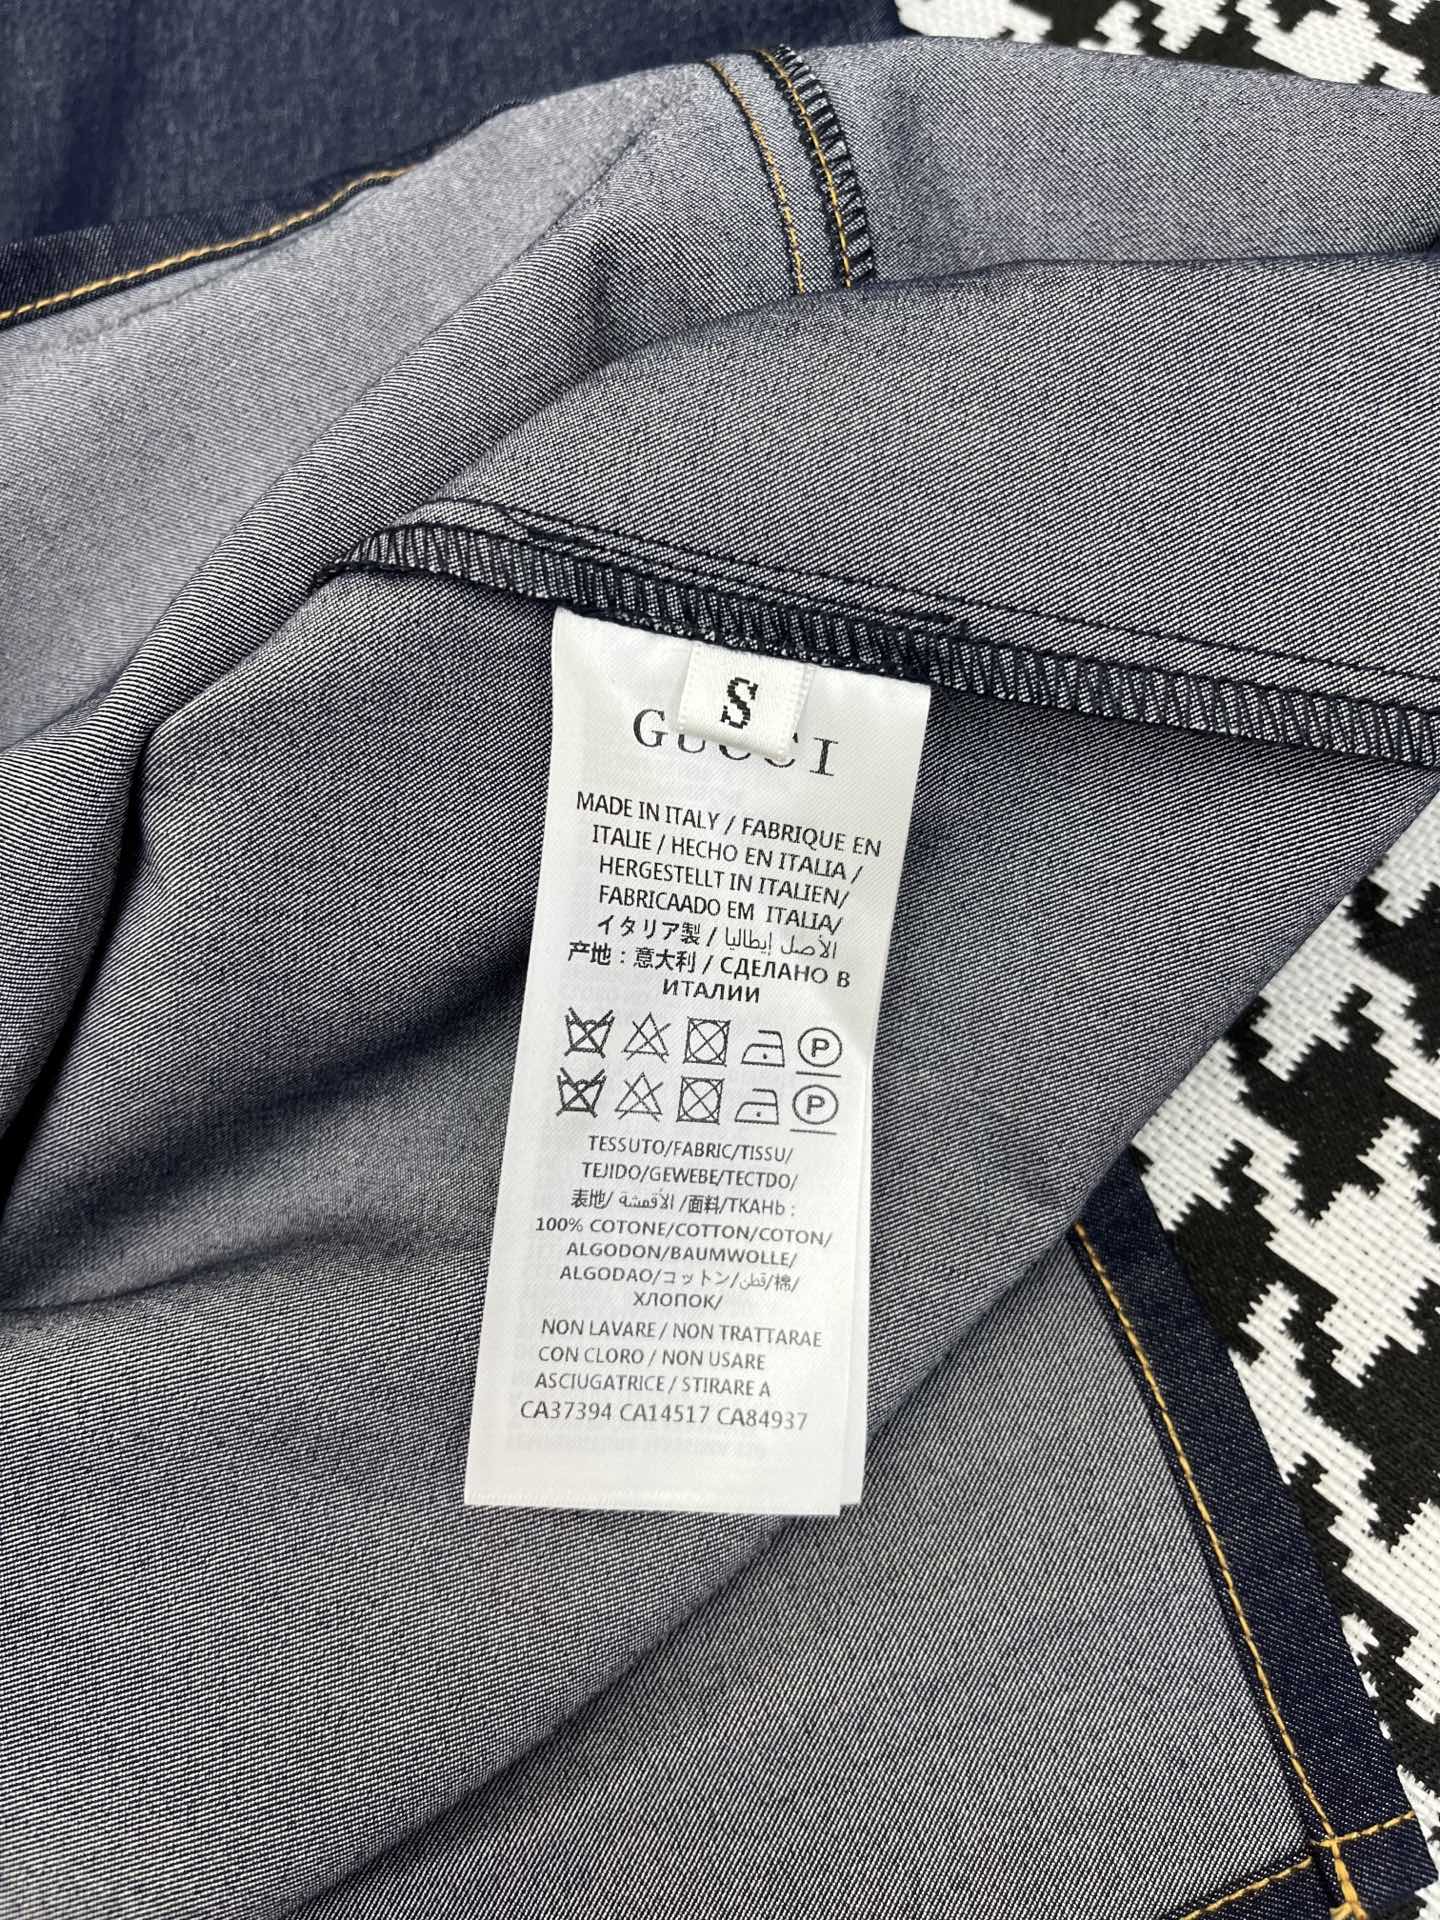 S
GUCCI
MADE IN ITALY / FABRIQUE EN
ITALIE / HECHO EN ITALIA /
HERGESTELLT IN ITALIEN/
FABRICAADO EM ITALIA/
イタリア製 / الأصل إيطاليا
产地：意大利 / СДЕЛАНО В
ИТАЛИИ
P
P
TESSUTO/FABRIC/TISSU/
TEJIDO/GEWEBE/TECTDO/
表地/ الأقمشة /面料/TKAHb :
100% COTONE/COTTON/COTON/
ALGODON/BAUMWOLLE/
ALGODAO/コットン/قطن/棉/
ХЛОПОК/
NON LAVARE / NON TRATTARAE
CON CLORO / NON USARE
ASCIUGATRICE / STIRARE A
CA37394 CA14517 CA84937